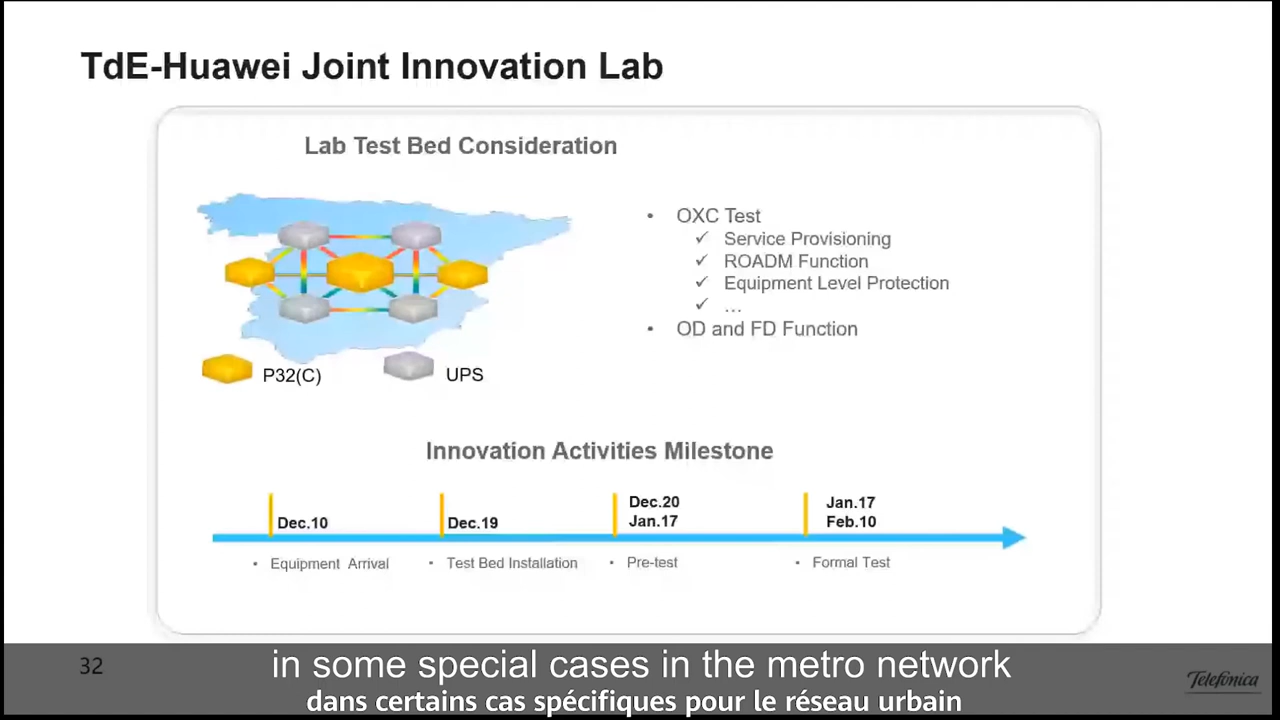 TdE-Huawei Joint Innovation Lab
Lab Test Bed Consideration
• OXC Test
✓ Service Provisioning
✓ ROADM Function
✓ Equipment Level Protection
✓ ...
• OD and FD Function
P32(C)
UPS
Innovation Activities Milestone
Dec.10
Dec.19
Dec.20
Jan.17
Jan.17
Feb.10
• Equipment Arrival
• Test Bed Installation
• Pre-test
• Formal Test
32
in some special cases in the metro network
dans certains cas spécifiques pour le réseau urbain
Telefónica